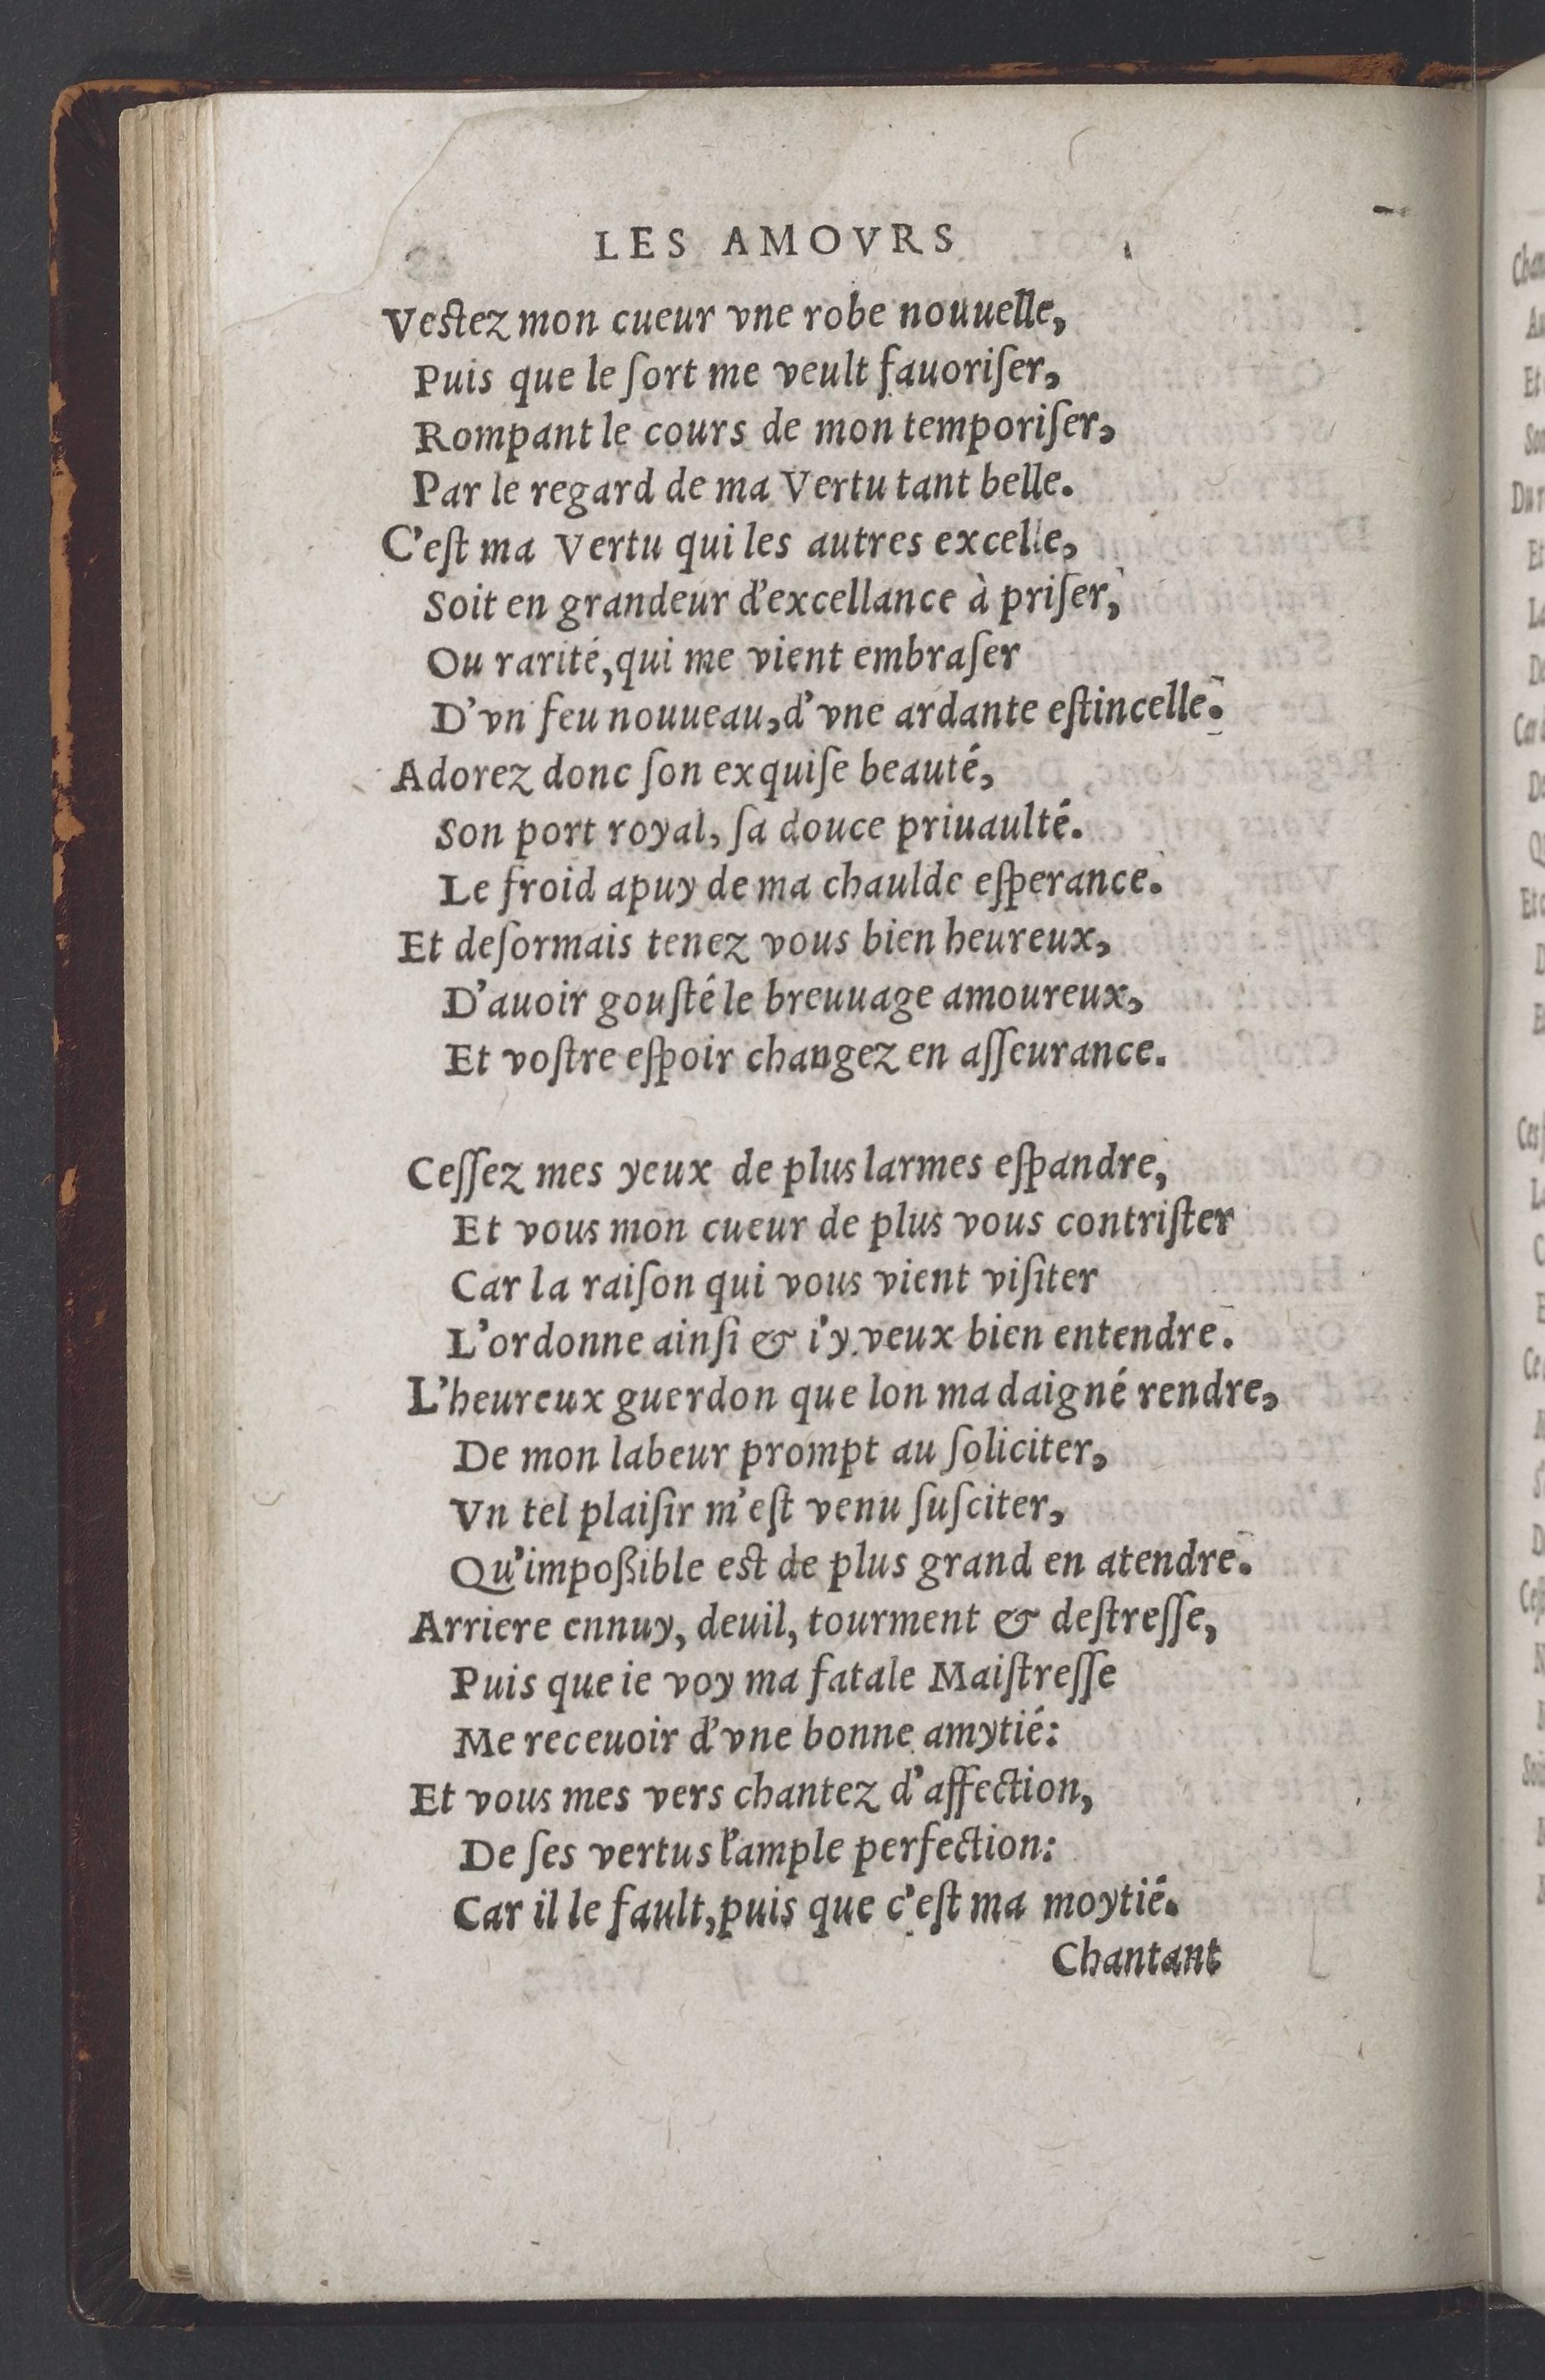 LES AMOVRS
Vestez mon cueur vne robe nouuelle,
Puis que le ſort me veult fauoriſer,
Rompant le cours de mon temporiſer,
Par le regard de ma Vertu tant belle.
C'eſt ma Vertu qui les autres excelle,
Soit en grandeur d'excellance à priſer,
Ou rarité, qui me vient embraſer
D'vn feu nouueau, d'vne ardante eſtincelle.
Adorez donc ſon exquiſe beauté,
Son port royal, ſa douce priuaulté.
Le froid apuy de ma chaulde eſperance.
Et deſormais tenez vous bien heureux,
D'auoir gouſté le breuuage amoureux,
Et voſtre eſpoir changez en aſſeurance.
Ceſſez mes yeux de plus larmes eſpandre,
Et vous mon cueur de plus vous contriſter
Car la raiſon qui vous vient viſiter
L'ordonne ainſi & i'y veux bien entendre.
L'heureux guerdon que lon ma daigné rendre,
De mon labeur prompt au ſoliciter,
Vn tel plaiſir m'eſt venu ſuſciter,
Qu'impoßible est de plus grand en atendre.
Arriere ennuy, deuil, tourment & deſtreſſe,
Puis que ie voy ma fatale Maiſtreſſe
Me receuoir d'vne bonne amytié:
Et vous mes vers chantez d'affection,
De ſes vertus l'ample perfection:
Car il le fault, puis que c'eſt ma moytié.
Chantant